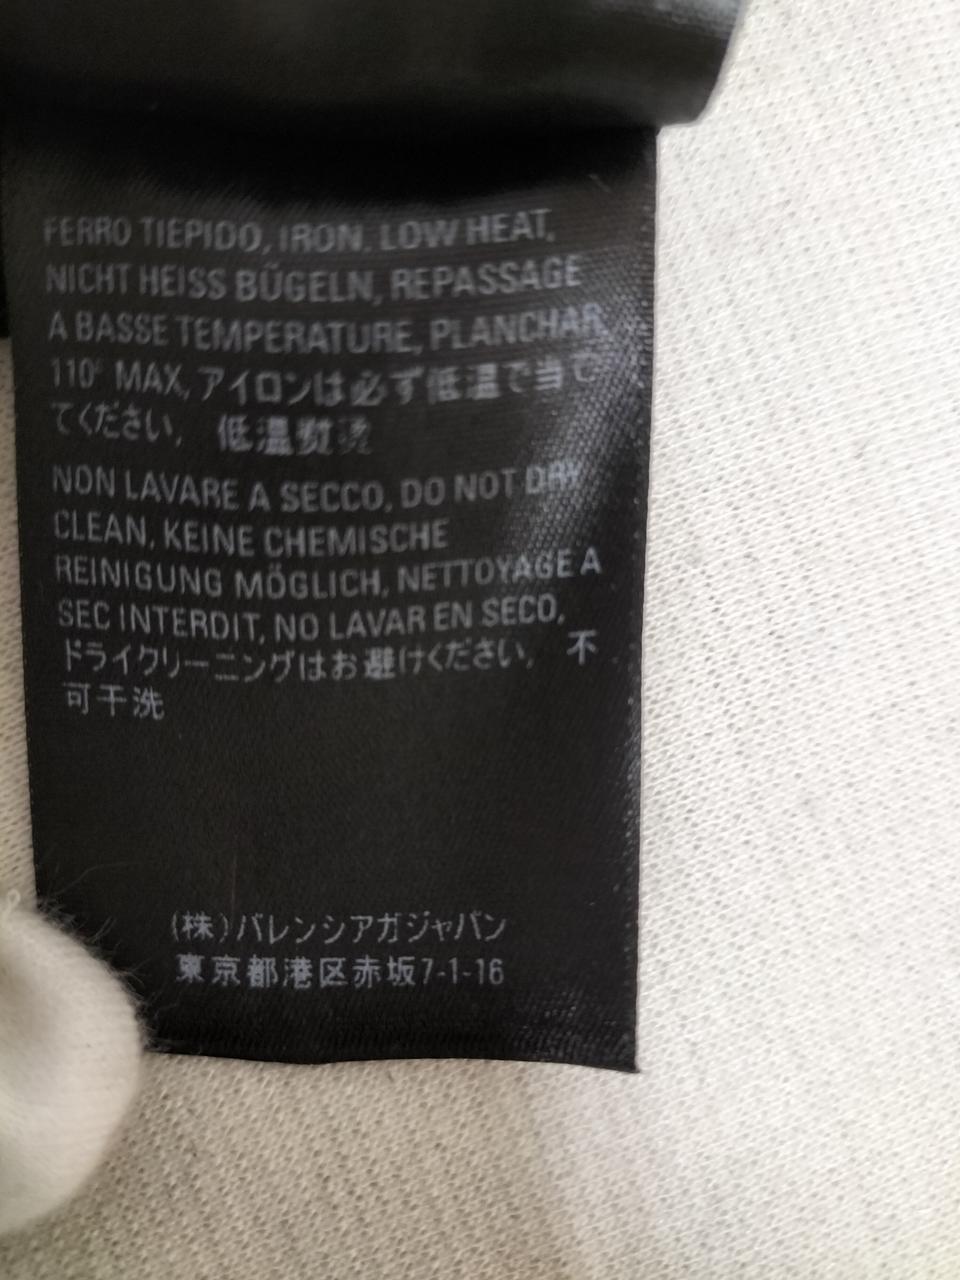 FERRO TIEPIDO, IRON. LOW HEAT,
NICHT HEISS BÜGELN, REPASSAGE
A BASSE TEMPERATURE, PLANCHAR
110° MAX, アイロンは必ず低温で当て
てください, 低温熨烫
NON LAVARE A SECCO, DO NOT DRY
CLEAN, KEINE CHEMISCHE
REINIGUNG MÖGLICH, NETTOYAGE A
SEC INTERDIT, NO LAVAR EN SECO,
ドライクリーニングはお避けください, 不
可干洗
(株)バレンシアガジャパン
東京都港区赤坂7-1-16